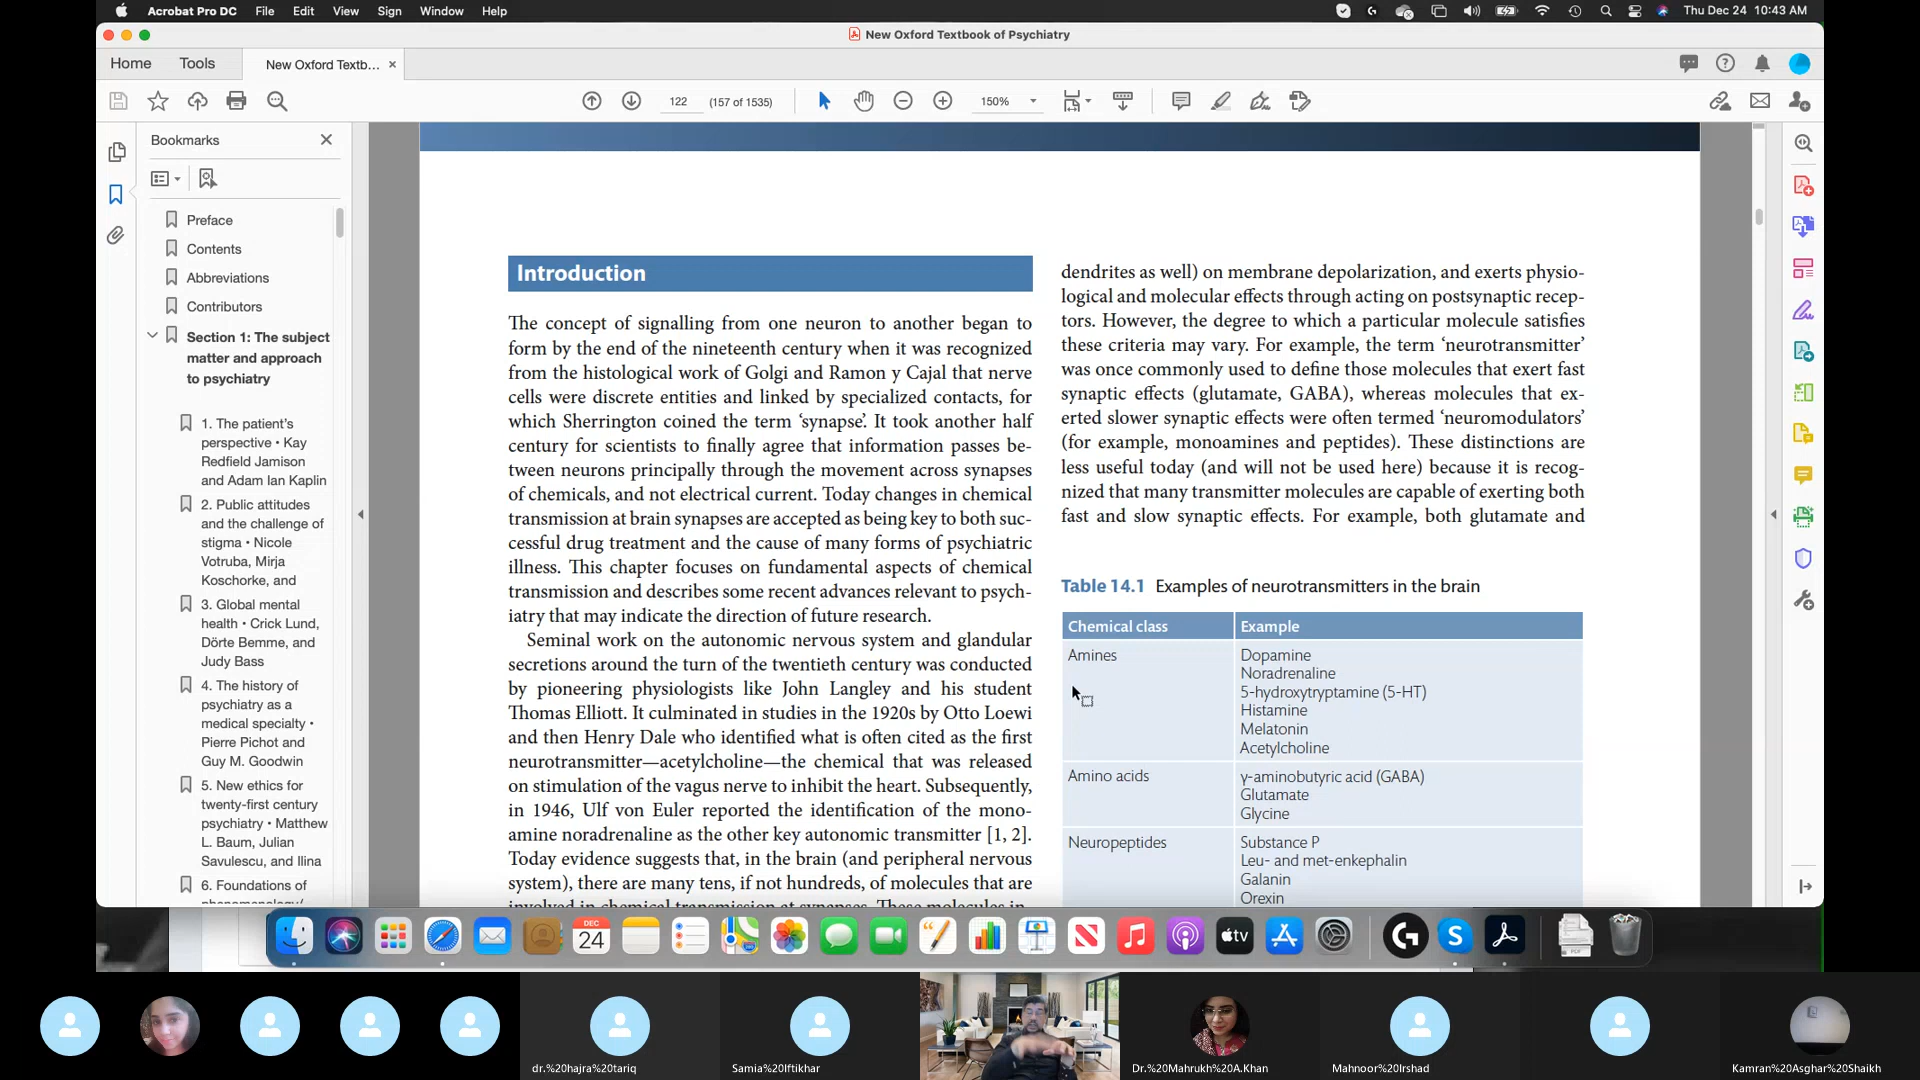 Acrobat Pro DC File Edit View Sign Window Help
Thu Dec 24 10:43 AM
New Oxford Textbook of Psychiatry
Home Tools New Oxford Textb... ×
122 (157 of 1535) 150%
Bookmarks
Preface
Contents
Abbreviations
Contributors
Section 1: The subject
matter and approach
to psychiatry
1. The patient's
perspective • Kay
Redfield Jamison
and Adam Ian Kaplin
2. Public attitudes
and the challenge of
stigma • Nicole
Votruba, Mirja
Koschorke, and
3. Global mental
health • Crick Lund,
Dörte Bemme, and
Judy Bass
4. The history of
psychiatry as a
medical specialty •
Pierre Pichot and
Guy M. Goodwin
5. New ethics for
twenty-first century
psychiatry • Matthew
L. Baum, Julian
Savulescu, and Ilina
6. Foundations of
phenomenology/
Introduction
The concept of signalling from one neuron to another began to
form by the end of the nineteenth century when it was recognized
from the histological work of Golgi and Ramon y Cajal that nerve
cells were discrete entities and linked by specialized contacts, for
which Sherrington coined the term ‘synapse’. It took another half
century for scientists to finally agree that information passes be-
tween neurons principally through the movement across synapses
of chemicals, and not electrical current. Today changes in chemical
transmission at brain synapses are accepted as being key to both suc-
cessful drug treatment and the cause of many forms of psychiatric
illness. This chapter focuses on fundamental aspects of chemical
transmission and describes some recent advances relevant to psych-
iatry that may indicate the direction of future research.
Seminal work on the autonomic nervous system and glandular
secretions around the turn of the twentieth century was conducted
by pioneering physiologists like John Langley and his student
Thomas Elliott. It culminated in studies in the 1920s by Otto Loewi
and then Henry Dale who identified what is often cited as the first
neurotransmitter—acetylcholine—the chemical that was released
on stimulation of the vagus nerve to inhibit the heart. Subsequently,
in 1946, Ulf von Euler reported the identification of the mono-
amine noradrenaline as the other key autonomic transmitter [1, 2].
Today evidence suggests that, in the brain (and peripheral nervous
system), there are many tens, if not hundreds, of molecules that are
involved in chemical transmission at synapses. These molecules in-
dendrites as well) on membrane depolarization, and exerts physio-
logical and molecular effects through acting on postsynaptic recep-
tors. However, the degree to which a particular molecule satisfies
these criteria may vary. For example, the term ‘neurotransmitter’
was once commonly used to define those molecules that exert fast
synaptic effects (glutamate, GABA), whereas molecules that ex-
erted slower synaptic effects were often termed ‘neuromodulators’
(for example, monoamines and peptides). These distinctions are
less useful today (and will not be used here) because it is recog-
nized that many transmitter molecules are capable of exerting both
fast and slow synaptic effects. For example, both glutamate and
Table 14.1 Examples of neurotransmitters in the brain
Chemical class Example
Amines Dopamine
Noradrenaline
5-hydroxytryptamine (5-HT)
Histamine
Melatonin
Acetylcholine
Amino acids γ-aminobutyric acid (GABA)
Glutamate
Glycine
Neuropeptides Substance P
Leu- and met-enkephalin
Galanin
Orexin
DEC
24
tv
dr.%20hajra%20tariq
Samia%20Iftikhar
Dr.%20Mahrukh%20A.Khan
Mahnoor%20Irshad
Kamran%20Asghar%20Shaikh